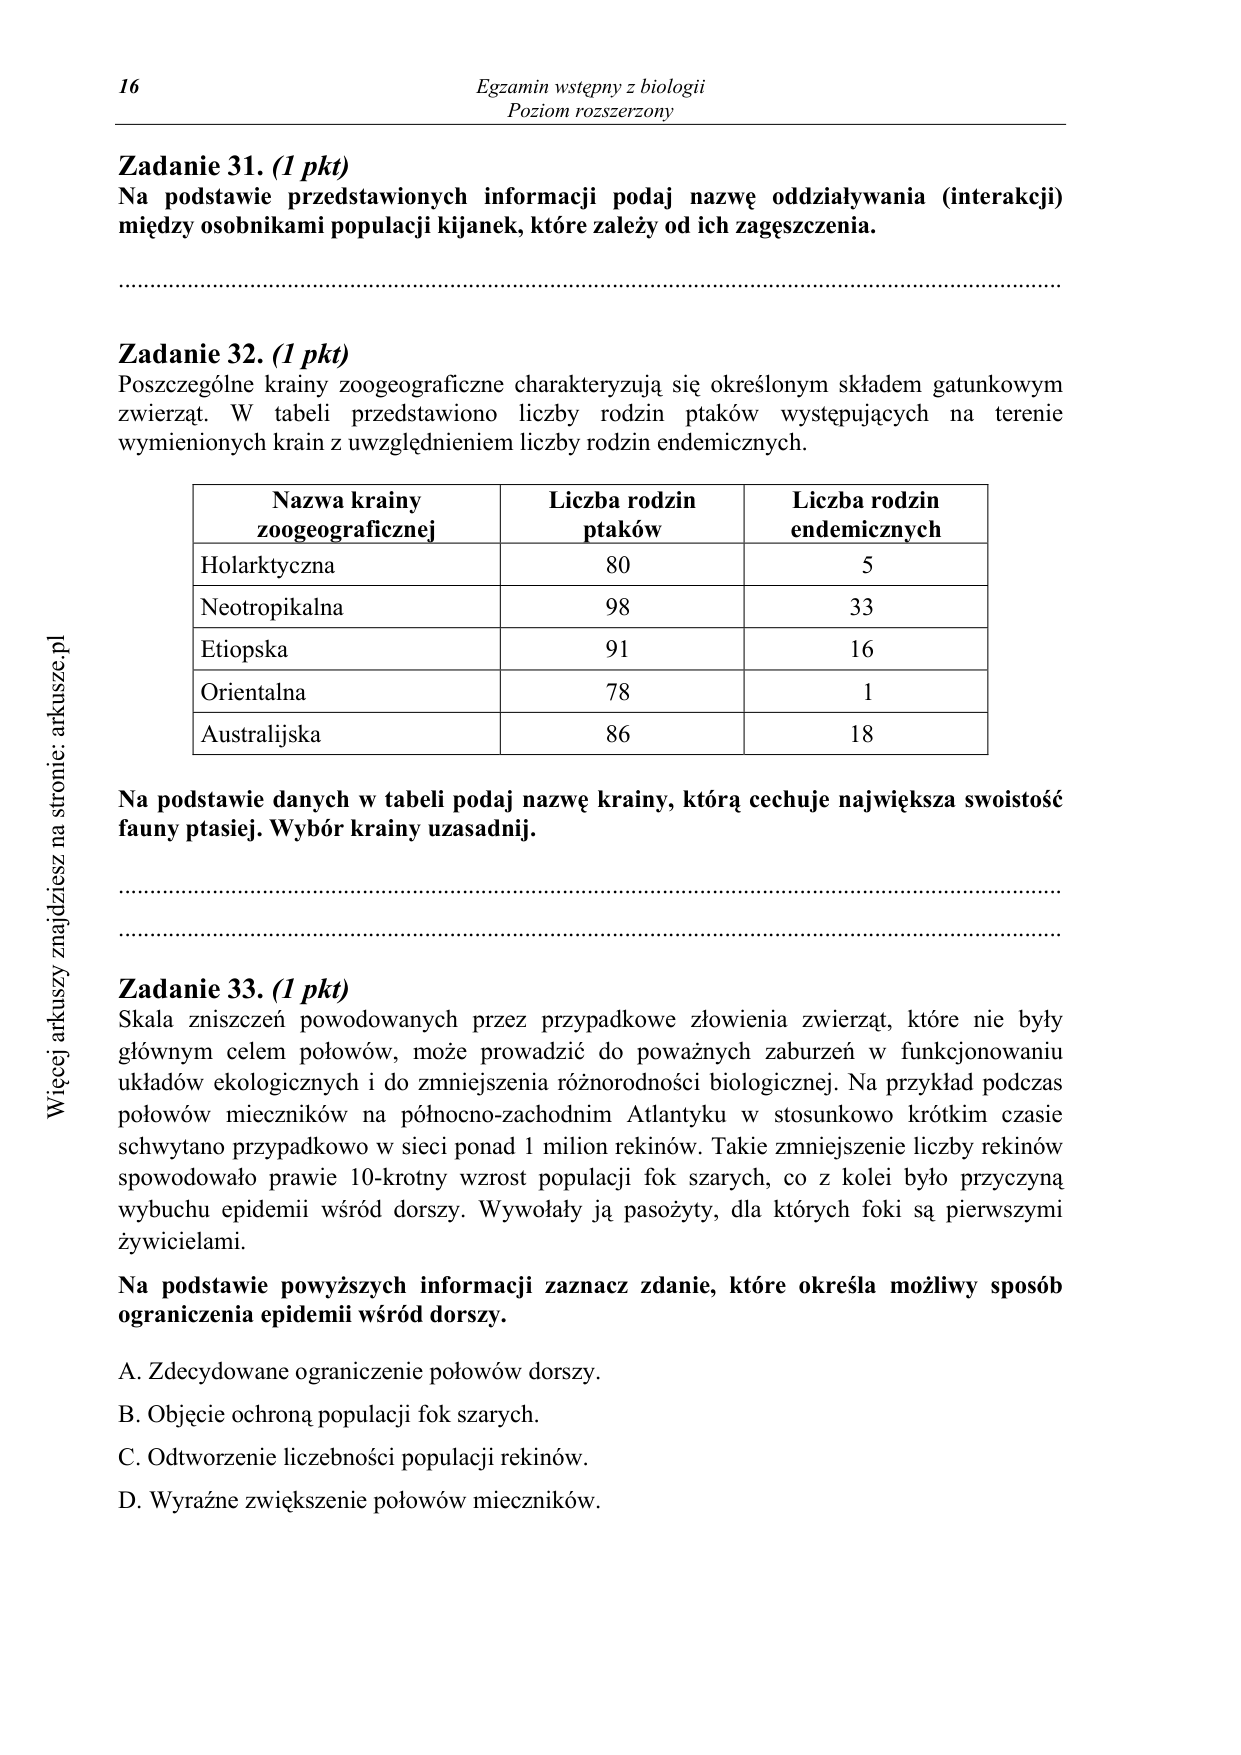 16
Egzamin wstępny z biologii
Poziom rozszerzony
Zadanie 31. (1 pkt)
Na podstawie przedstawionych informacji podaj nazwę oddziaływania (interakcji)
między osobnikami populacji kijanek, które zależy od ich zagęszczenia.
Zadanie 32. (1 pkt)
Poszczególne krainy zoogeograficzne charakteryzują się określonym składem gatunkowym
zwierząt. W tabeli przedstawiono liczby rodzin ptaków występujących na terenie
wymienionych krain z uwzględnieniem liczby rodzin endemicznych.
Nazwa krainy zoogeograficznej | Liczba rodzin ptaków | Liczba rodzin endemicznych
Holarktyczna 80 5
Neotropikalna 98 33
Etiopska 91 16
Orientalna 78 1
Australijska 86 18
Na podstawie danych w tabeli podaj nazwę krainy, którą cechuje największa swoistość
fauny ptasiej. Wybór krainy uzasadnij.
Zadanie 33. (1 pkt)
Skala zniszczeń powodowanych przez przypadkowe złowienia zwierząt, które nie były
głównym celem połowów, może prowadzić do poważnych zaburzeń w funkcjonowaniu
układów ekologicznych i do zmniejszenia różnorodności biologicznej. Na przykład podczas
połowów mieczników na północno-zachodnim Atlantyku w stosunkowo krótkim czasie
schwytano przypadkowo w sieci ponad 1 milion rekinów. Takie zmniejszenie liczby rekinów
spowodowało prawie 10-krotny wzrost populacji fok szarych, co z kolei było przyczyną
wybuchu epidemii wśród dorszy. Wywołały ją pasożyty, dla których foki są pierwszymi
żywicielami.
Na podstawie powyższych informacji zaznacz zdanie, które określa możliwy sposób
ograniczenia epidemii wśród dorszy.
A. Zdecydowane ograniczenie połowów dorszy.
B. Objęcie ochroną populacji fok szarych.
C. Odtworzenie liczebności populacji rekinów.
D. Wyraźne zwiększenie połowów mieczników.
Więcej arkuszy znajdziesz na stronie: arkusze.pl